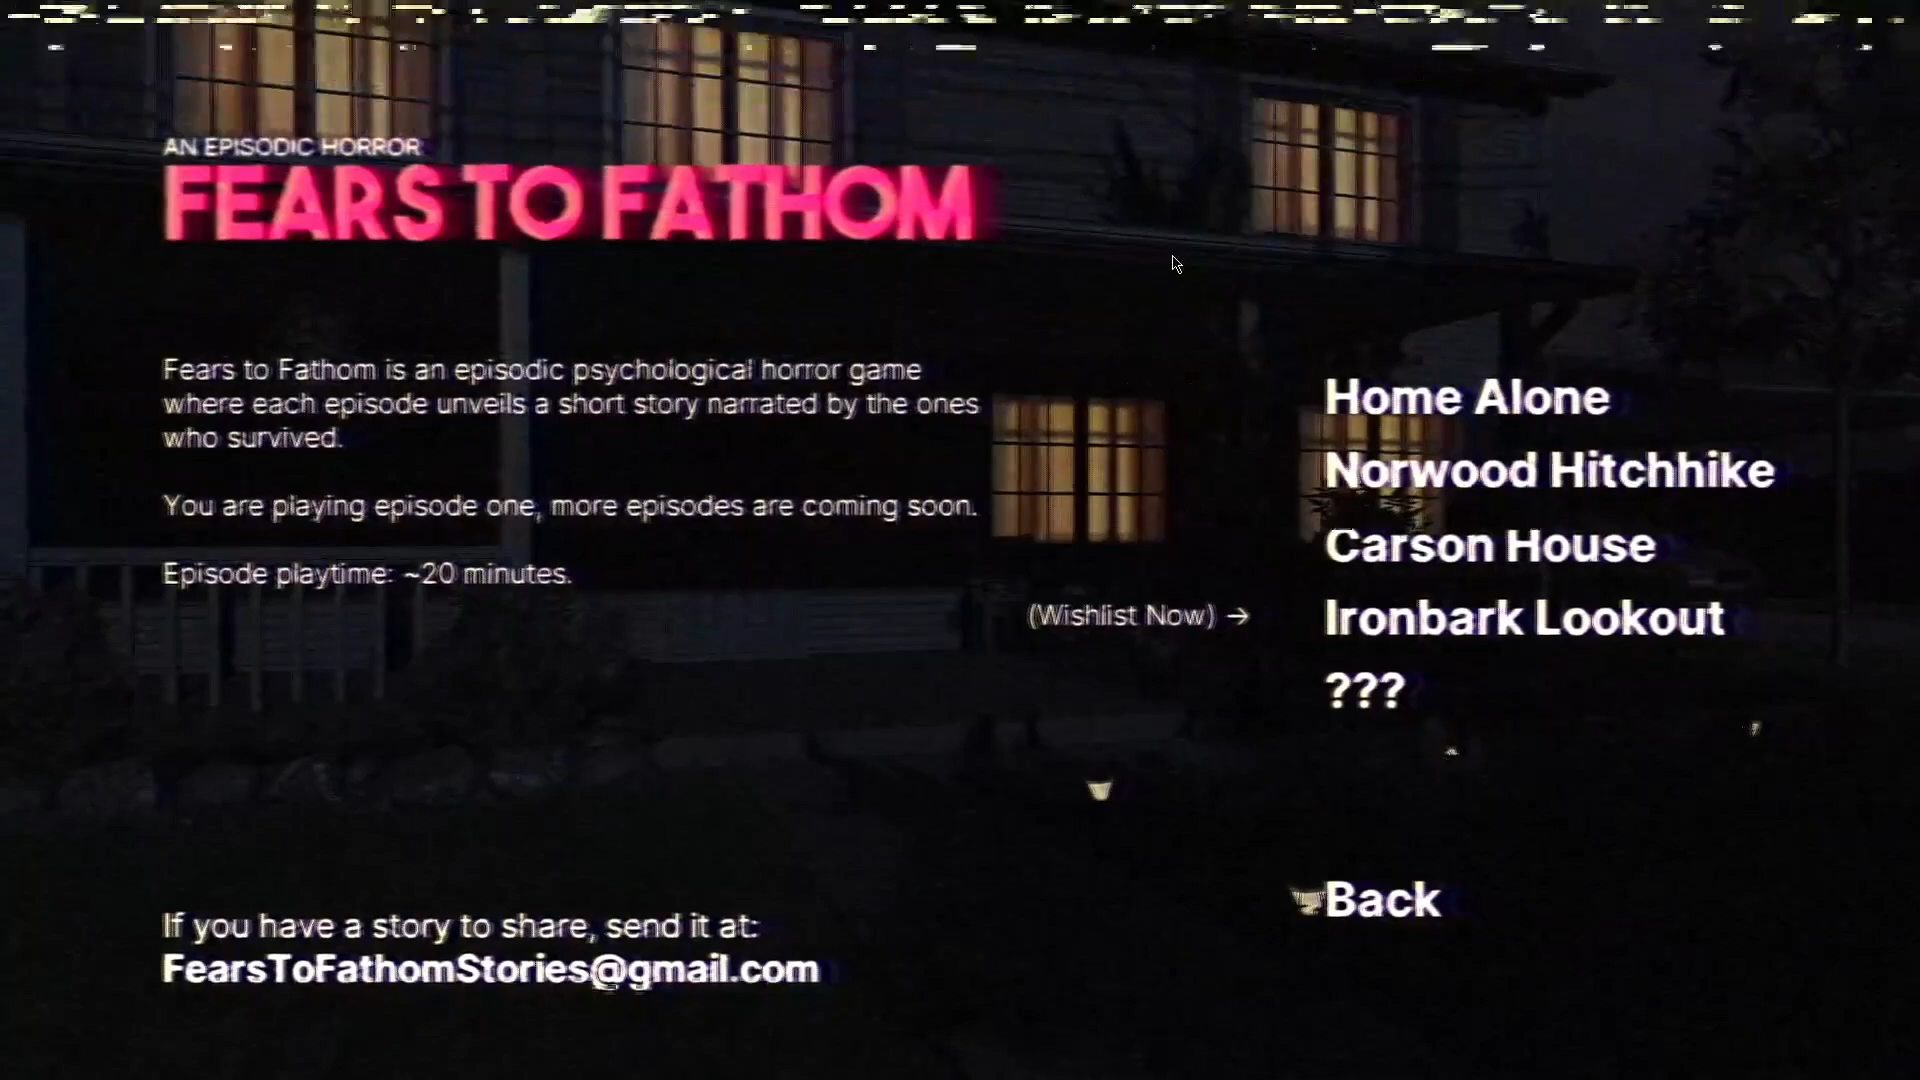 AN EPISODIC HORROR
FEARS TO FATHOM
Fears to Fathom is an episodic psychological horror game
where each episode unveils a short story narrated by the ones
who survived.
You are playing episode one, more episodes are coming soon.
Episode playtime: ~20 minutes.
Home Alone
Norwood Hitchhike
Carson House
(Wishlist Now) → Ironbark Lookout
???
Back
If you have a story to share, send it at:
FearsToFathomStories@gmail.com